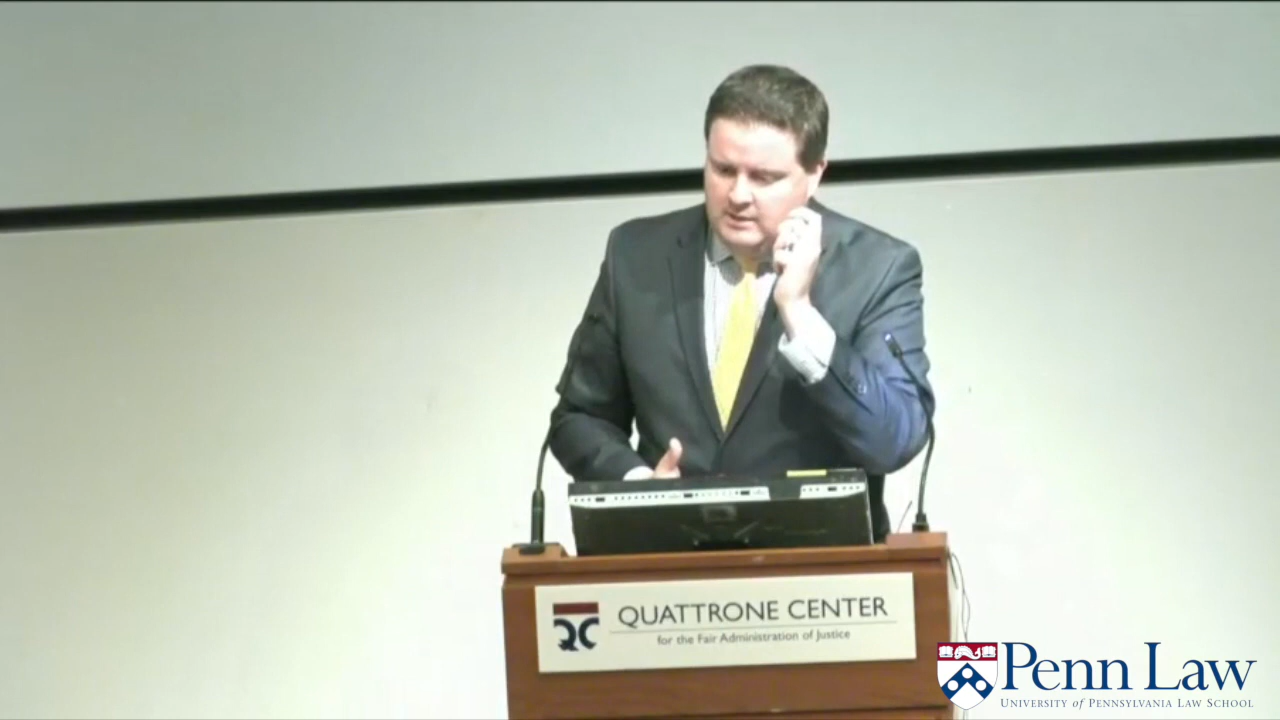 QC
QUATTRONE CENTER
for the Fair Administration of Justice
Penn Law
UNIVERSITY of PENNSYLVANIA LAW SCHOOL